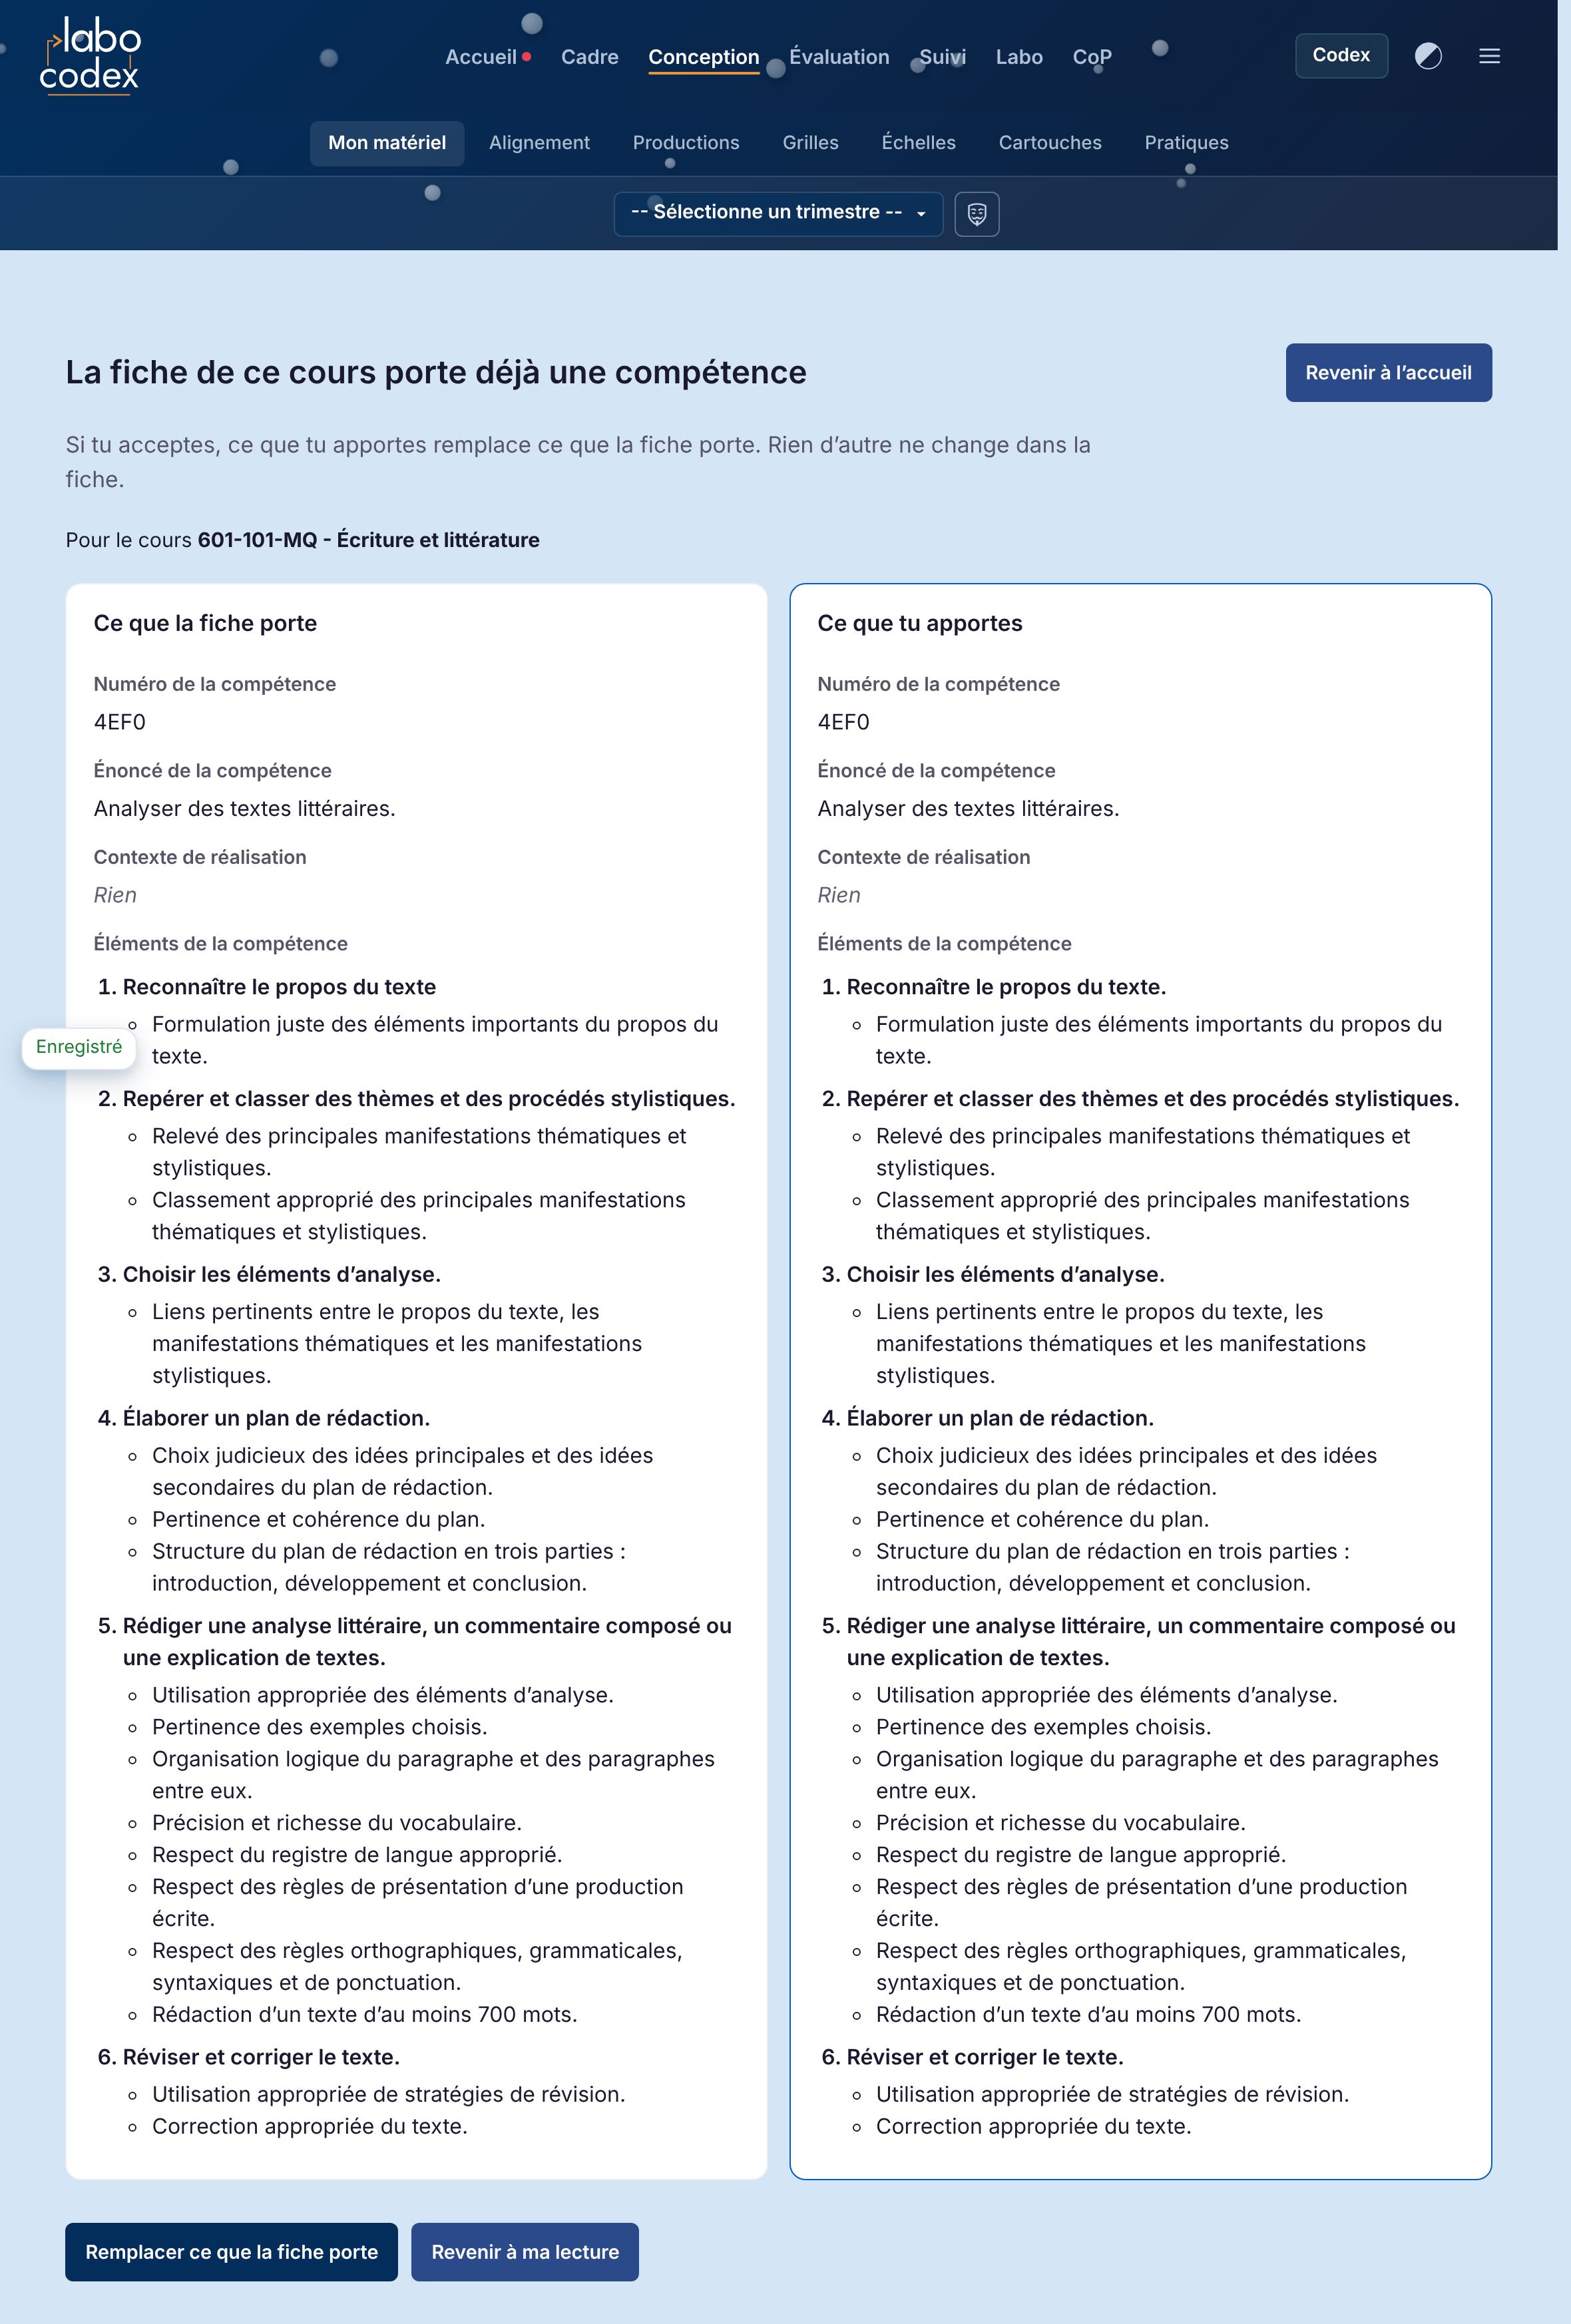 labo
codex
Accueil Cadre Conception Évaluation Suivi Labo CoP
Codex
Mon matériel Alignement Productions Grilles Échelles Cartouches Pratiques
-- Sélectionne un trimestre --
La fiche de ce cours porte déjà une compétence
Revenir à l’accueil
Si tu acceptes, ce que tu apportes remplace ce que la fiche porte. Rien d’autre ne change dans la
fiche.
Pour le cours 601-101-MQ - Écriture et littérature
Ce que la fiche porte
Numéro de la compétence
4EF0
Énoncé de la compétence
Analyser des textes littéraires.
Contexte de réalisation
Rien
Éléments de la compétence
1. Reconnaître le propos du texte
Formulation juste des éléments importants du propos du
texte.
2. Repérer et classer des thèmes et des procédés stylistiques.
Relevé des principales manifestations thématiques et
stylistiques.
Classement approprié des principales manifestations
thématiques et stylistiques.
3. Choisir les éléments d’analyse.
Liens pertinents entre le propos du texte, les
manifestations thématiques et les manifestations
stylistiques.
4. Élaborer un plan de rédaction.
Choix judicieux des idées principales et des idées
secondaires du plan de rédaction.
Pertinence et cohérence du plan.
Structure du plan de rédaction en trois parties :
introduction, développement et conclusion.
5. Rédiger une analyse littéraire, un commentaire composé ou
une explication de textes.
Utilisation appropriée des éléments d’analyse.
Pertinence des exemples choisis.
Organisation logique du paragraphe et des paragraphes
entre eux.
Précision et richesse du vocabulaire.
Respect du registre de langue approprié.
Respect des règles de présentation d’une production
écrite.
Respect des règles orthographiques, grammaticales,
syntaxiques et de ponctuation.
Rédaction d’un texte d’au moins 700 mots.
6. Réviser et corriger le texte.
Utilisation appropriée de stratégies de révision.
Correction appropriée du texte.
Enregistré
Ce que tu apportes
Numéro de la compétence
4EF0
Énoncé de la compétence
Analyser des textes littéraires.
Contexte de réalisation
Rien
Éléments de la compétence
1. Reconnaître le propos du texte.
Formulation juste des éléments importants du propos du
texte.
2. Repérer et classer des thèmes et des procédés stylistiques.
Relevé des principales manifestations thématiques et
stylistiques.
Classement approprié des principales manifestations
thématiques et stylistiques.
3. Choisir les éléments d’analyse.
Liens pertinents entre le propos du texte, les
manifestations thématiques et les manifestations
stylistiques.
4. Élaborer un plan de rédaction.
Choix judicieux des idées principales et des idées
secondaires du plan de rédaction.
Pertinence et cohérence du plan.
Structure du plan de rédaction en trois parties :
introduction, développement et conclusion.
5. Rédiger une analyse littéraire, un commentaire composé ou
une explication de textes.
Utilisation appropriée des éléments d’analyse.
Pertinence des exemples choisis.
Organisation logique du paragraphe et des paragraphes
entre eux.
Précision et richesse du vocabulaire.
Respect du registre de langue approprié.
Respect des règles de présentation d’une production
écrite.
Respect des règles orthographiques, grammaticales,
syntaxiques et de ponctuation.
Rédaction d’un texte d’au moins 700 mots.
6. Réviser et corriger le texte.
Utilisation appropriée de stratégies de révision.
Correction appropriée du texte.
Remplacer ce que la fiche porte
Revenir à ma lecture